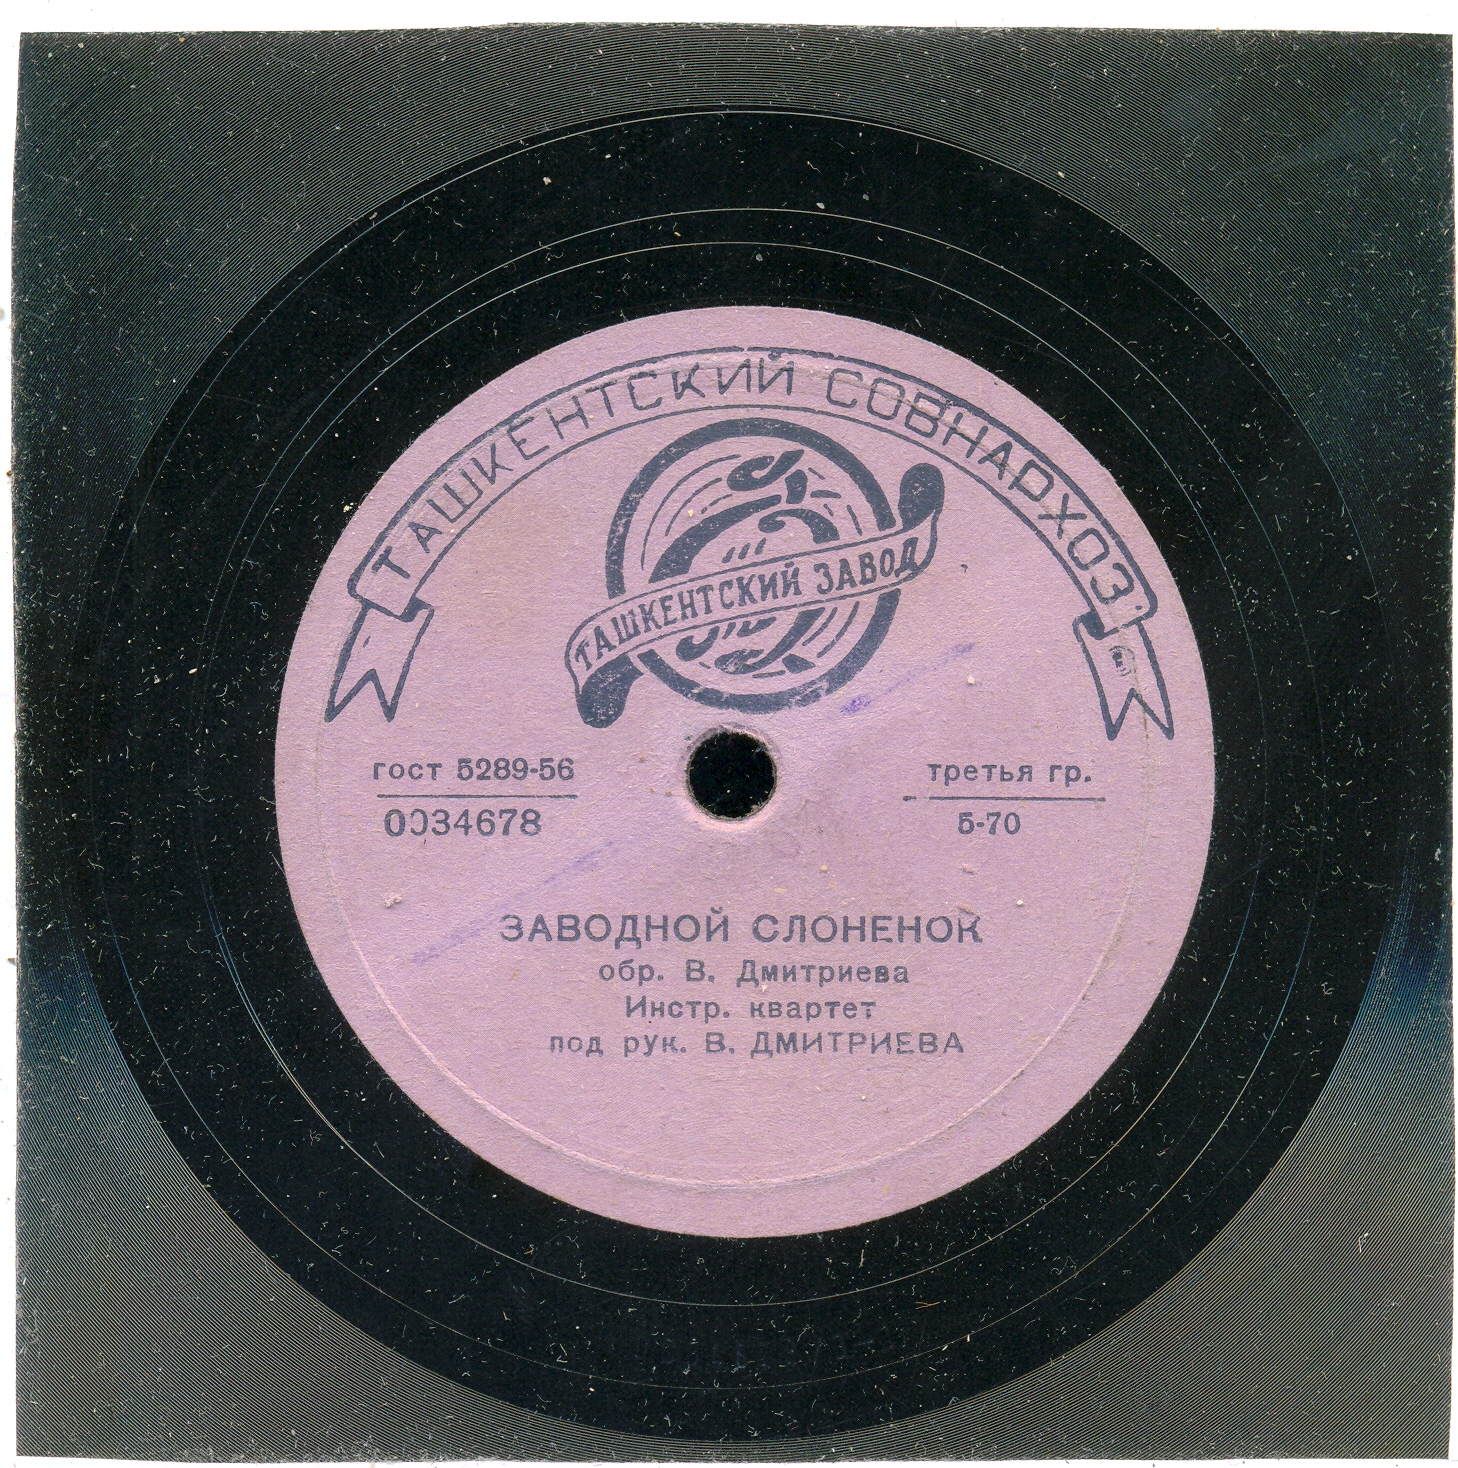 ТАШКЕНТСКИЙ СОВНАРХОЗ
ТАШКЕНТСКИЙ ЗАВОД
гост 5289-56
0034678
третья гр.
5-70
ЗАВОДНОЙ СЛОНЕНОК
обр. В. Дмитриева
Инстр. квартет
под рук. В. ДМИТРИЕВА